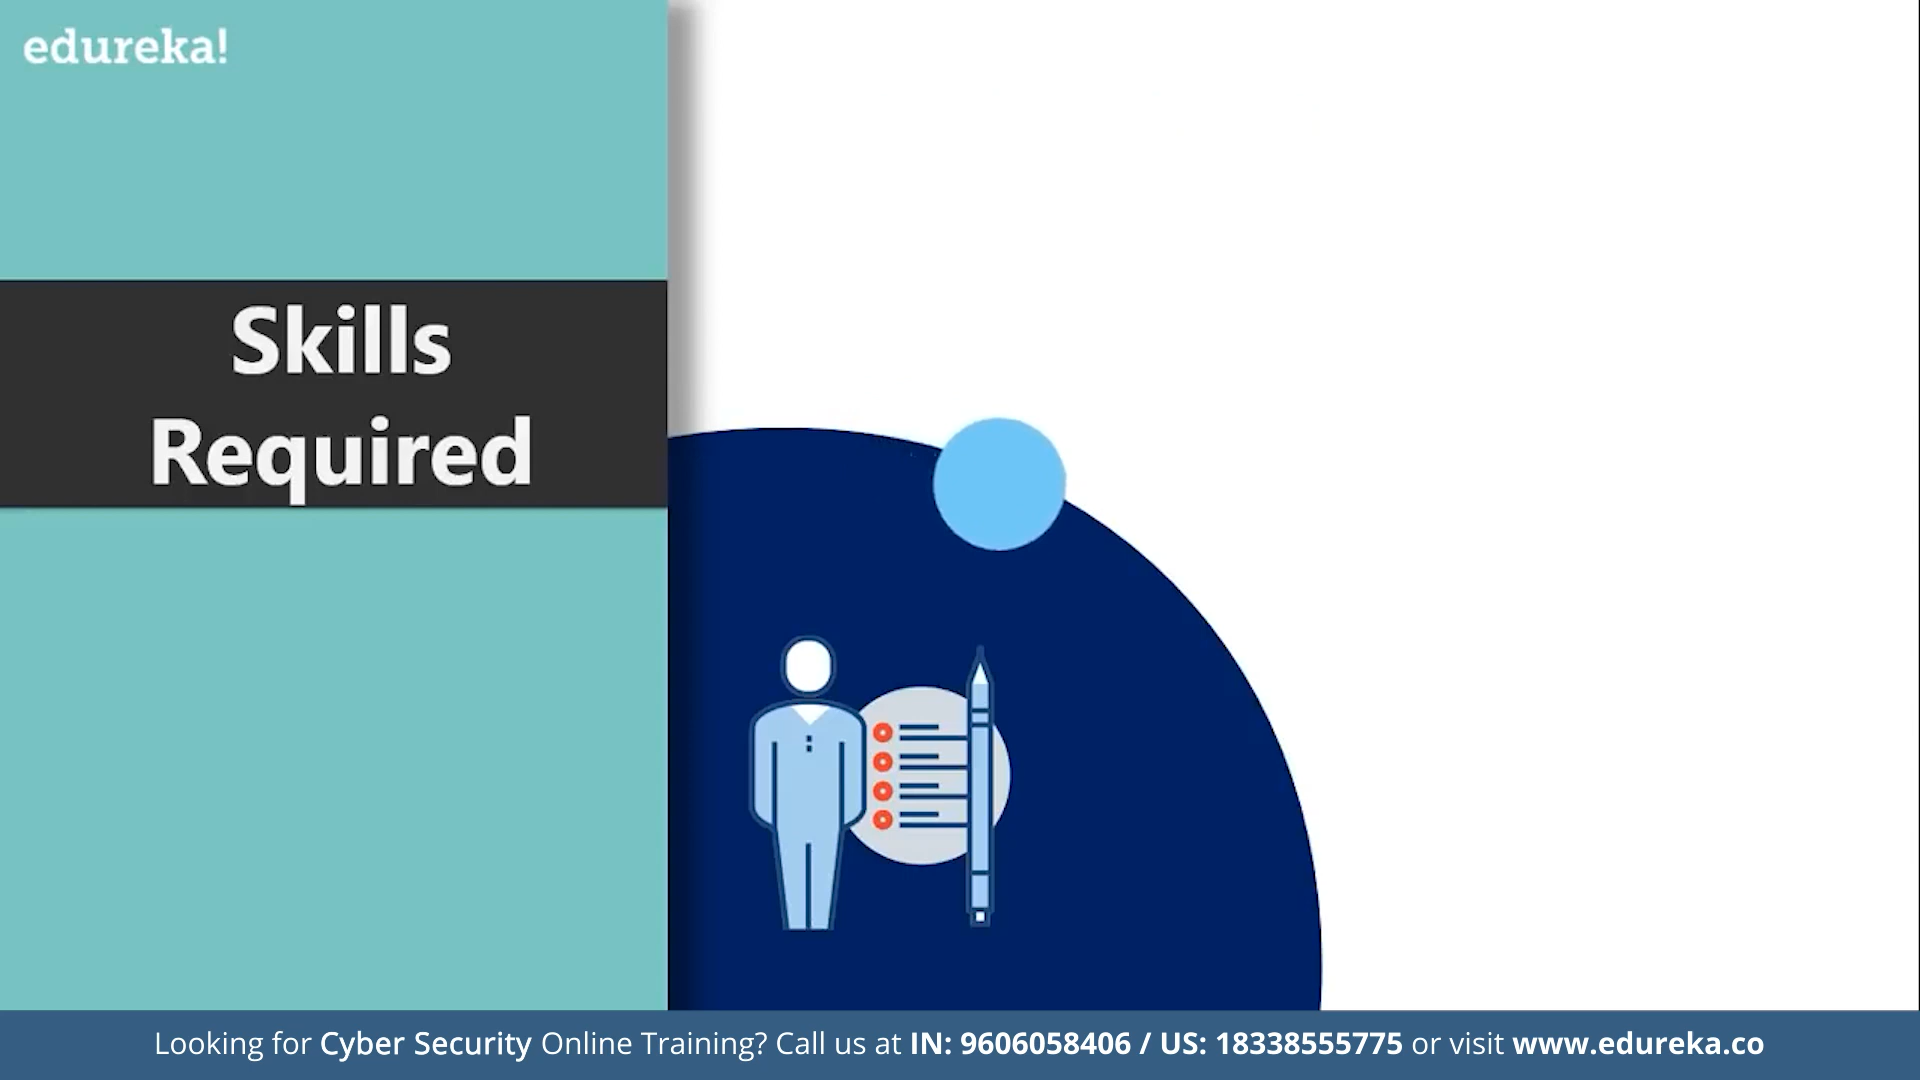 edureka!
Skills
Required
Looking for Cyber Security Online Training? Call us at IN: 9606058406 / US: 18338555775 or visit www.edureka.co